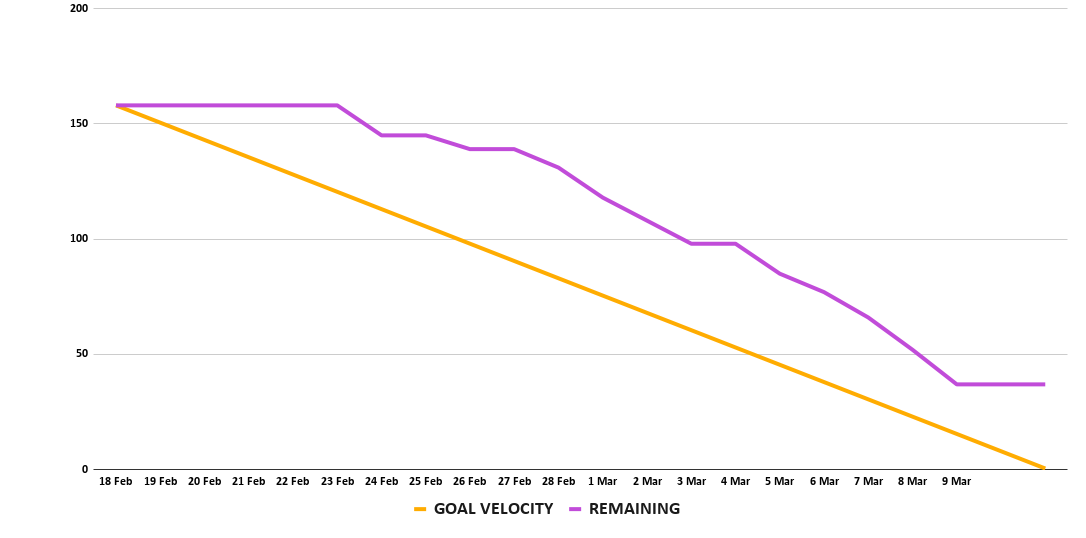 200
150
100
50
0
18 Feb 19 Feb 20 Feb 21 Feb 22 Feb 23 Feb 24 Feb 25 Feb 26 Feb 27 Feb 28 Feb 1 Mar 2 Mar 3 Mar 4 Mar 5 Mar 6 Mar 7 Mar 8 Mar 9 Mar
GOAL VELOCITY REMAINING